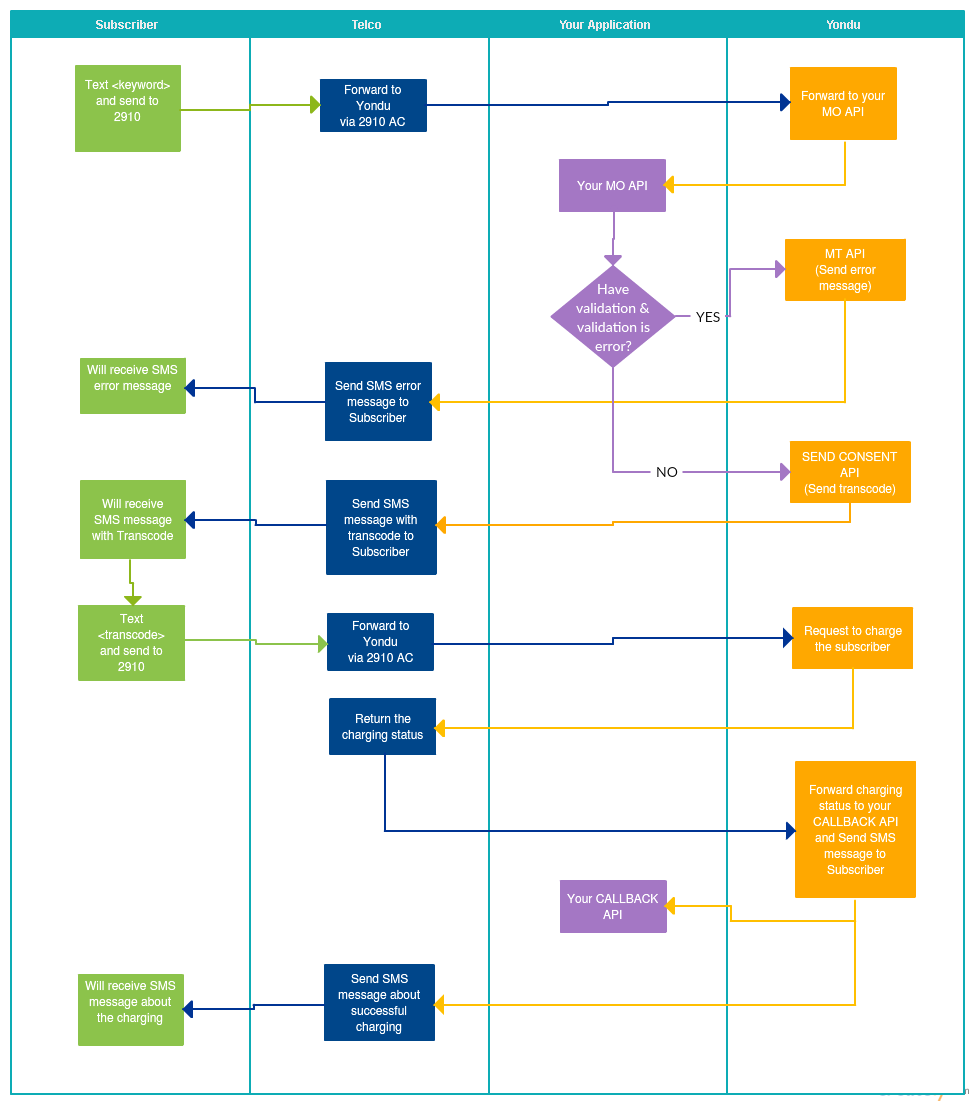 Subscriber
Telco
Your Application
Yondu
Text <keyword>
and send to
2910
Forward to
Yondu
via 2910 AC
Forward to your
MO API
Your MO API
MT API
(Send error
message)
Have
validation &
validation is
error?
YES
Will receive SMS
error message
Send SMS error
message to
Subscriber
NO
SEND CONSENT
API
(Send transcode)
Will receive
SMS message
with Transcode
Send SMS
message with
transcode to
Subscriber
Text
<transcode>
and send to
2910
Forward to
Yondu
via 2910 AC
Request to charge
the subscriber
Return the
charging status
Forward charging
status to your
CALLBACK API
and Send SMS
message to
Subscriber
Your CALLBACK
API
Will receive SMS
message about
the charging
Send SMS
message about
successful
charging